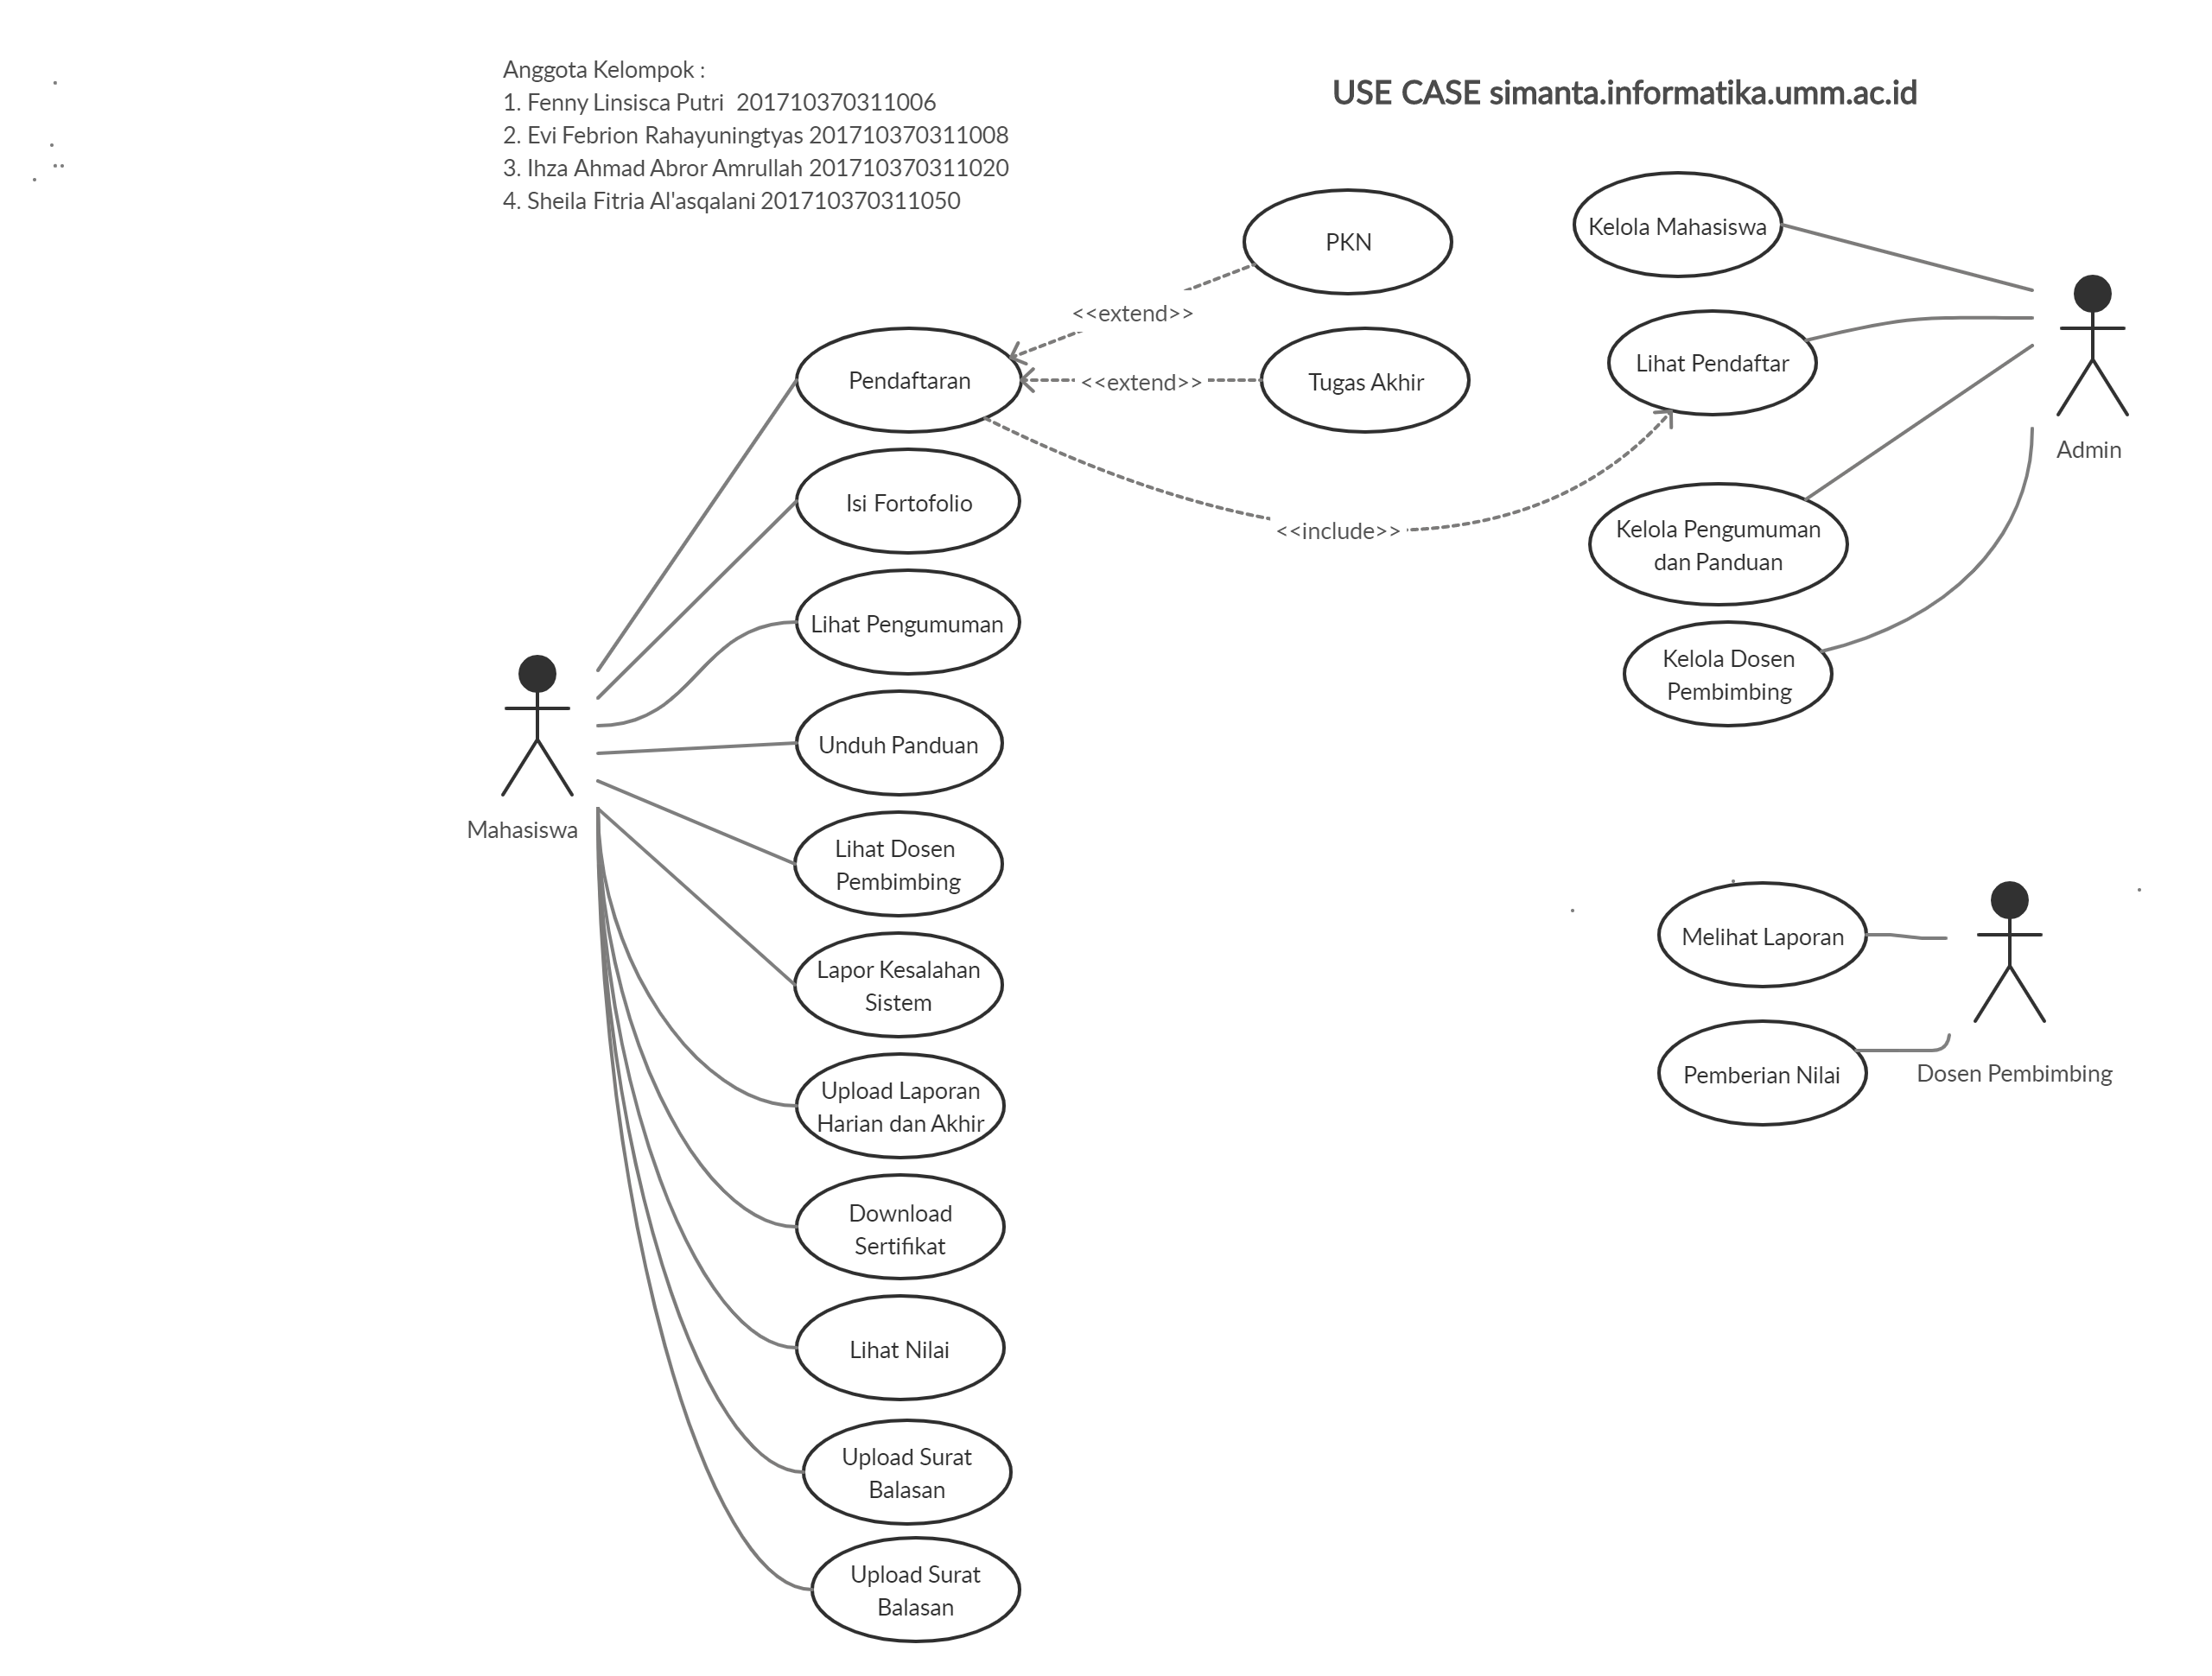 Anggota Kelompok :
1. Fenny Linsisca Putri  201710370311006
2. Evi Febrion Rahayuningtyas 201710370311008
3. Ihza Ahmad Abror Amrullah 201710370311020
4. Sheila Fitria Al'asqalani 201710370311050
USE CASE simanta.informatika.umm.ac.id
PKN
<<extend>>
Pendaftaran
<<extend>>
Tugas Akhir
<<include>>
Isi Fortofolio
Lihat Pengumuman
Unduh Panduan
Lihat Dosen
Pembimbing
Lapor Kesalahan
Sistem
Upload Laporan
Harian dan Akhir
Download
Sertifikat
Lihat Nilai
Upload Surat
Balasan
Upload Surat
Balasan
Mahasiswa
Kelola Mahasiswa
Lihat Pendaftar
Kelola Pengumuman
dan Panduan
Kelola Dosen
Pembimbing
Admin
Melihat Laporan
Pemberian Nilai
Dosen Pembimbing